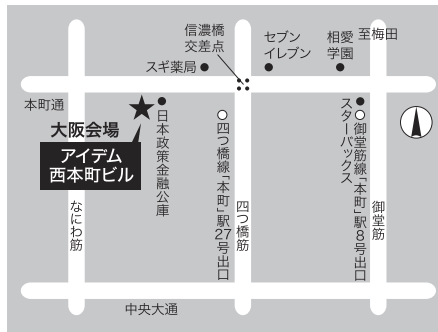 信濃橋
交差点
セブン
イレブン
相愛
学園
至梅田
スギ薬局
本町通
大阪会場
アイデム
西本町ビル
日本政策金融公庫
四つ橋線「本町」駅27号出口
スターバックス
御堂筋線「本町」駅8号出口
なにわ筋
四つ橋筋
御堂筋
中央大通